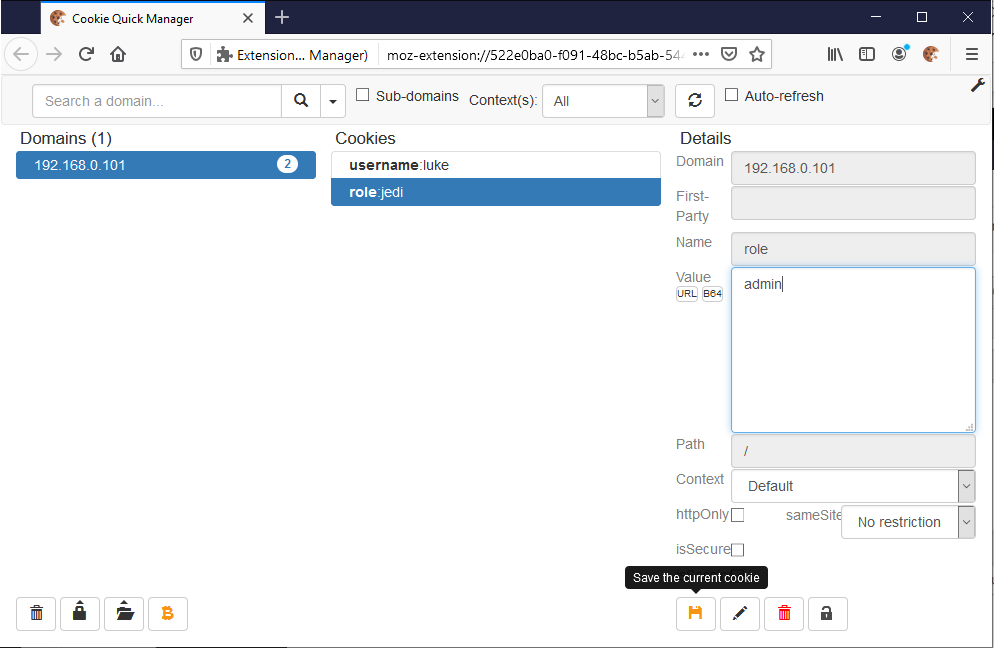 Cookie Quick Manager
Extension... Manager) moz-extension://522e0ba0-f091-48bc-b5ab-54
Search a domain... Sub-domains Context(s): All Auto-refresh
Domains (1)
192.168.0.101 2
Cookies
username:luke
role:jedi
Details
Domain 192.168.0.101
First-
Party
Name role
Value admin
URL B64
Path /
Context Default
httpOnly sameSite No restriction
isSecure
Save the current cookie